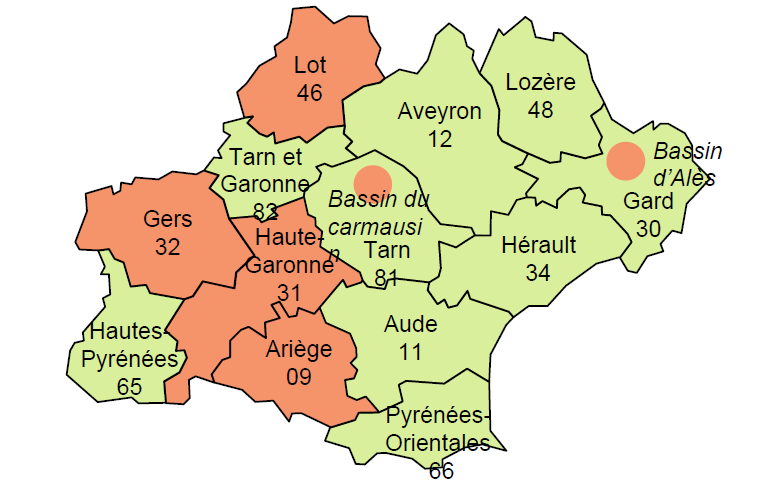 Lot
46
Lozère
48
Aveyron
12
Bassin
d'Ales
Tarn et
Garonne
82
Bassin du
carmausi
n
Gard
30
Gers
32
Haute-
Garonne
31
Tarn
81
Hérault
34
Hautes-
Pyrénées
65
Aude
11
Ariège
09
Pyrénées-
Orientales
66